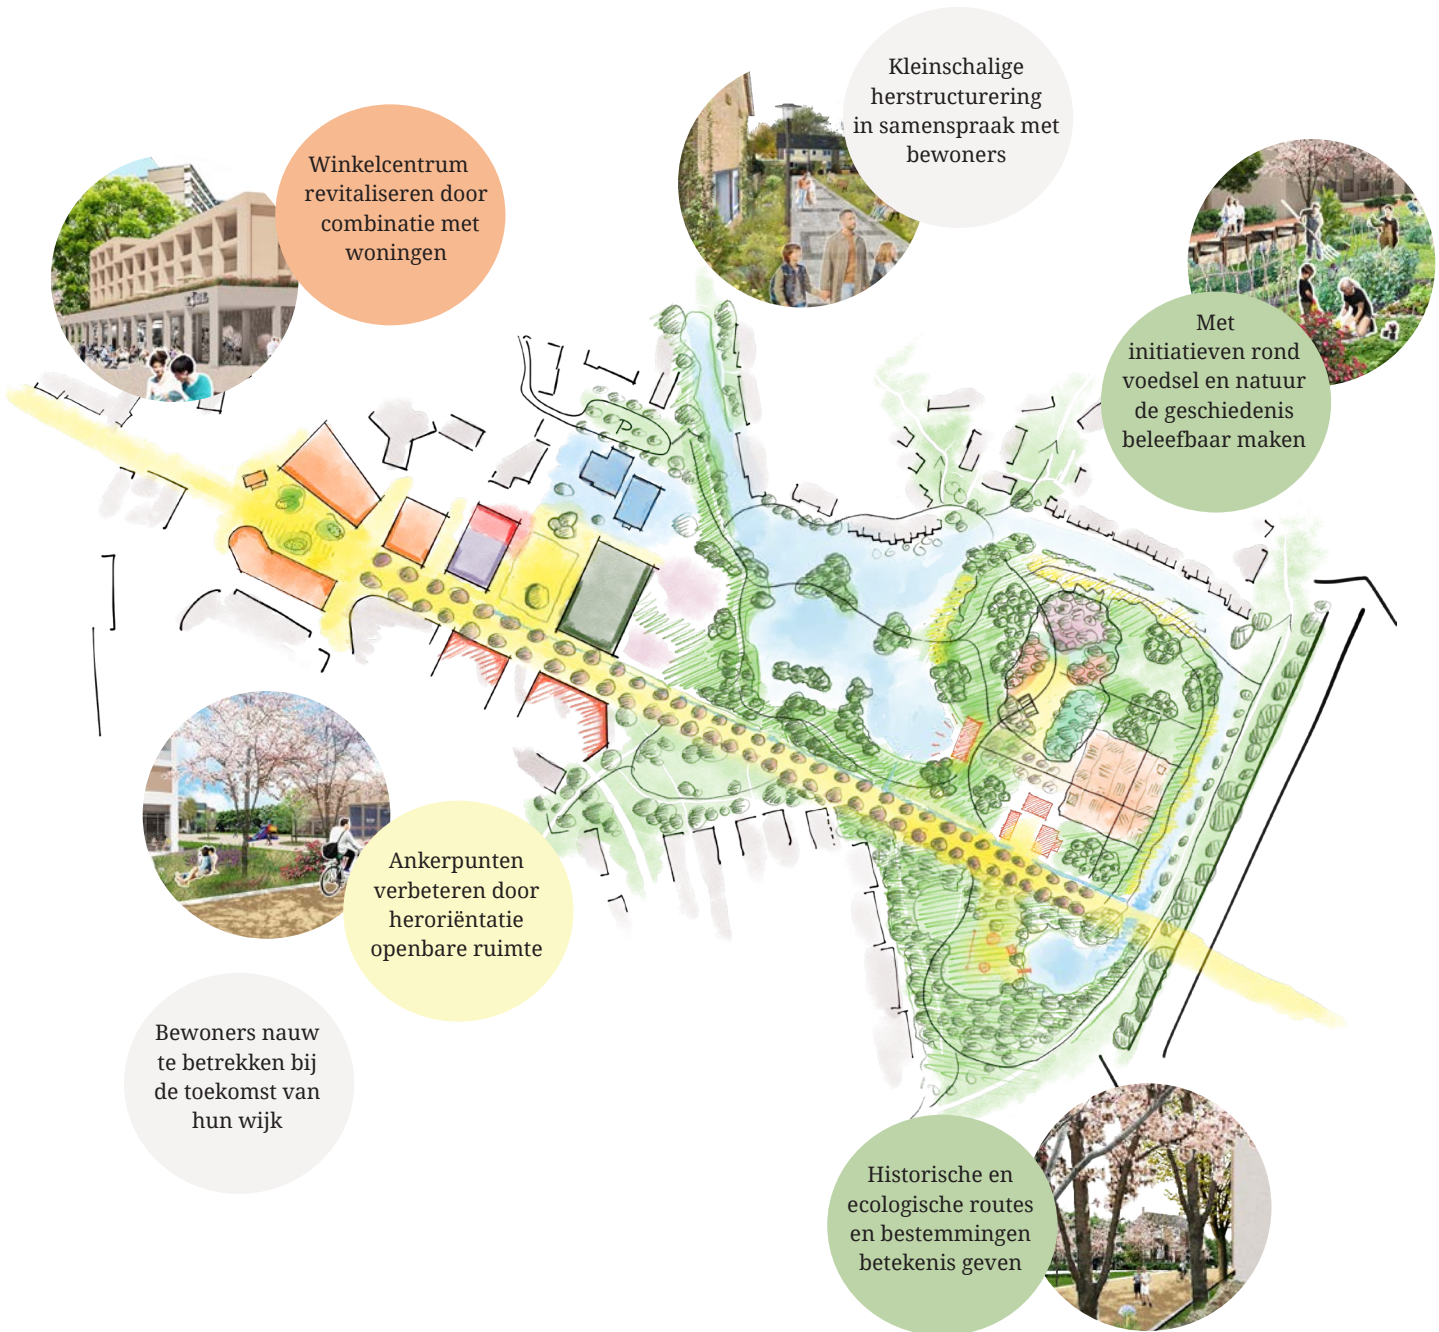 Kleinschalige
herstructurering
in samenspraak met
bewoners
Winkelcentrum
revitaliseren door
combinatie met
woningen
Met
initiatieven rond
voedsel en natuur
de geschiedenis
beleefbaar maken
P
Ankerpunten
verbeteren door
heroriëntatie
openbare ruimte
Bewoners nauw
te betrekken bij
de toekomst van
hun wijk
Historische en
ecologische routes
en bestemmingen
betekenis geven